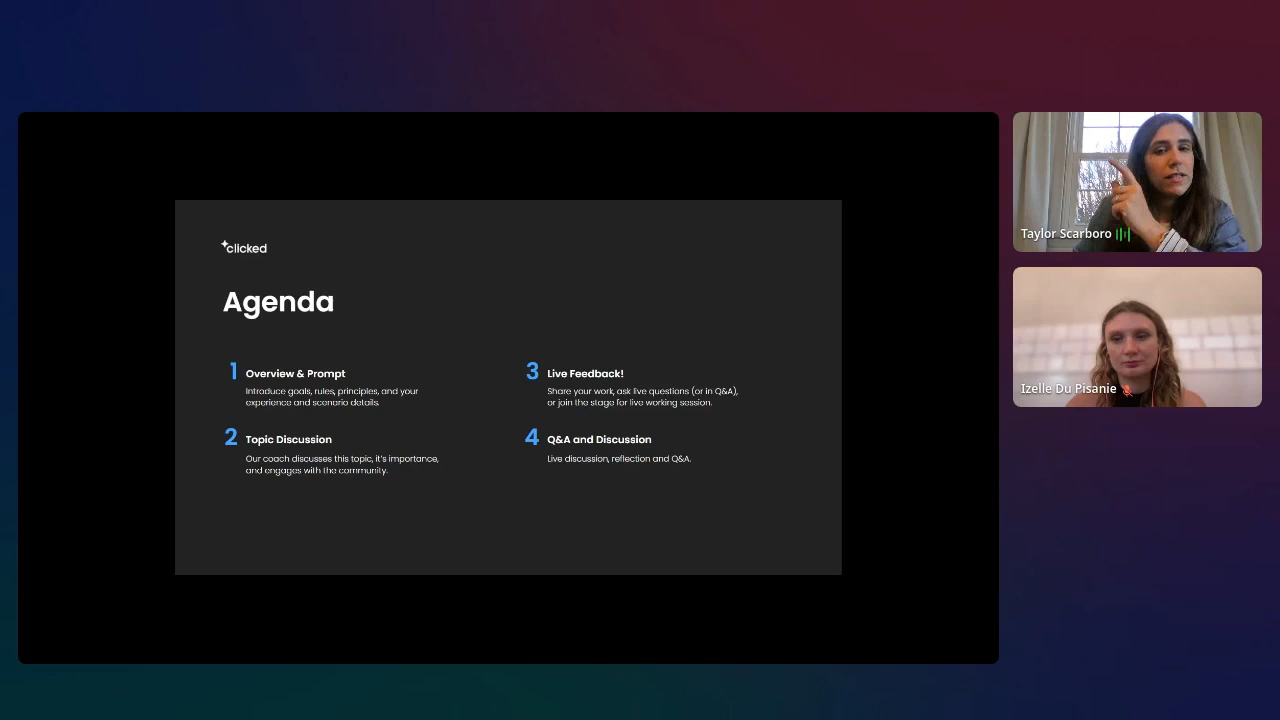 clicked
Agenda
1 Overview & Prompt
Introduce goals, rules, principles, and your
experience and scenario details.
2 Topic Discussion
Our coach discusses this topic, it's importance,
and engages with the community.
3 Live Feedback!
Share your work, ask live questions (or in Q&A),
or join the stage for live working session.
4 Q&A and Discussion
Live discussion, reflection and Q&A.
Taylor Scarboro
Izelle Du Pisanie